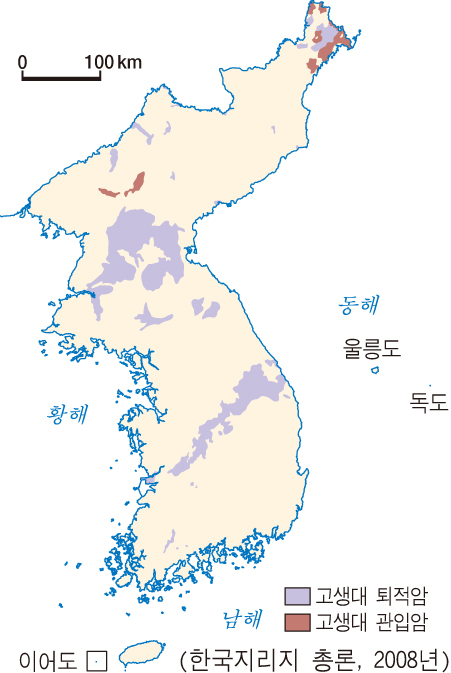 0 100 km
동해
울릉도
독도
황해
고생대 퇴적암
고생대 관입암
남해
이어도
(한국지리지 총론, 2008년)